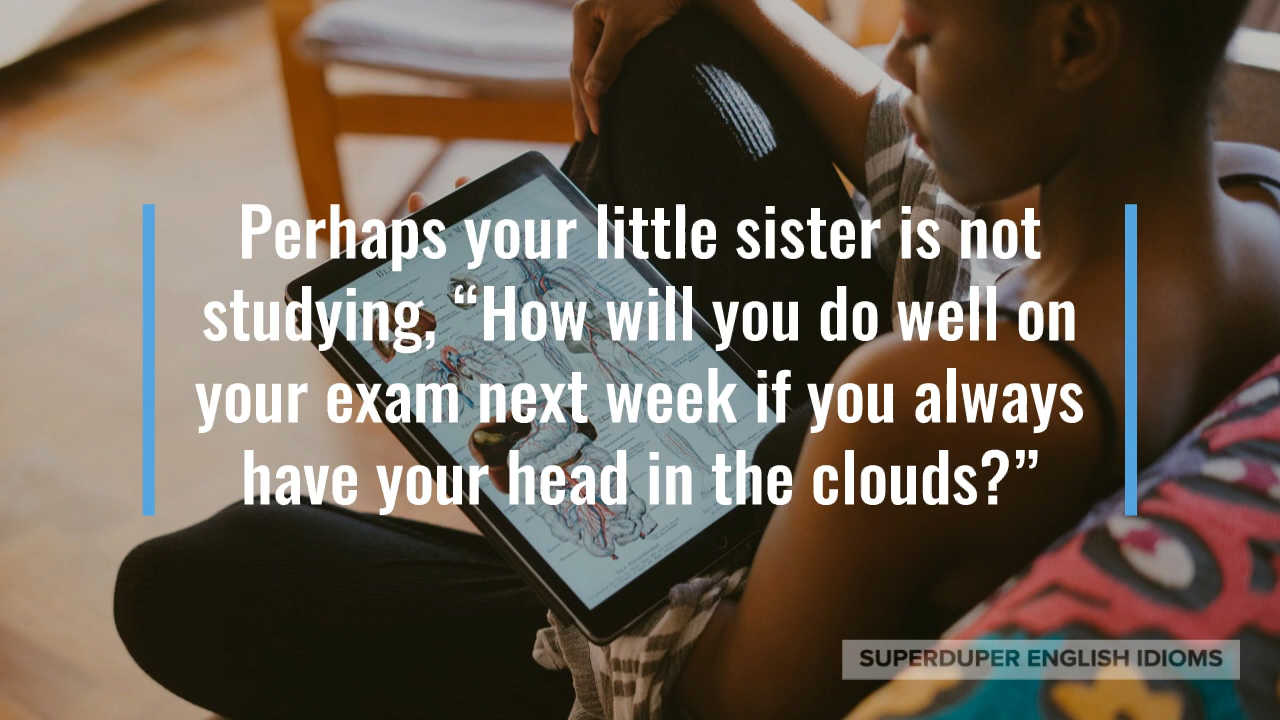 Perhaps your little sister is not
studying, “How will you do well on
your exam next week if you always
have your head in the clouds?”
SUPERDUPER ENGLISH IDIOMS